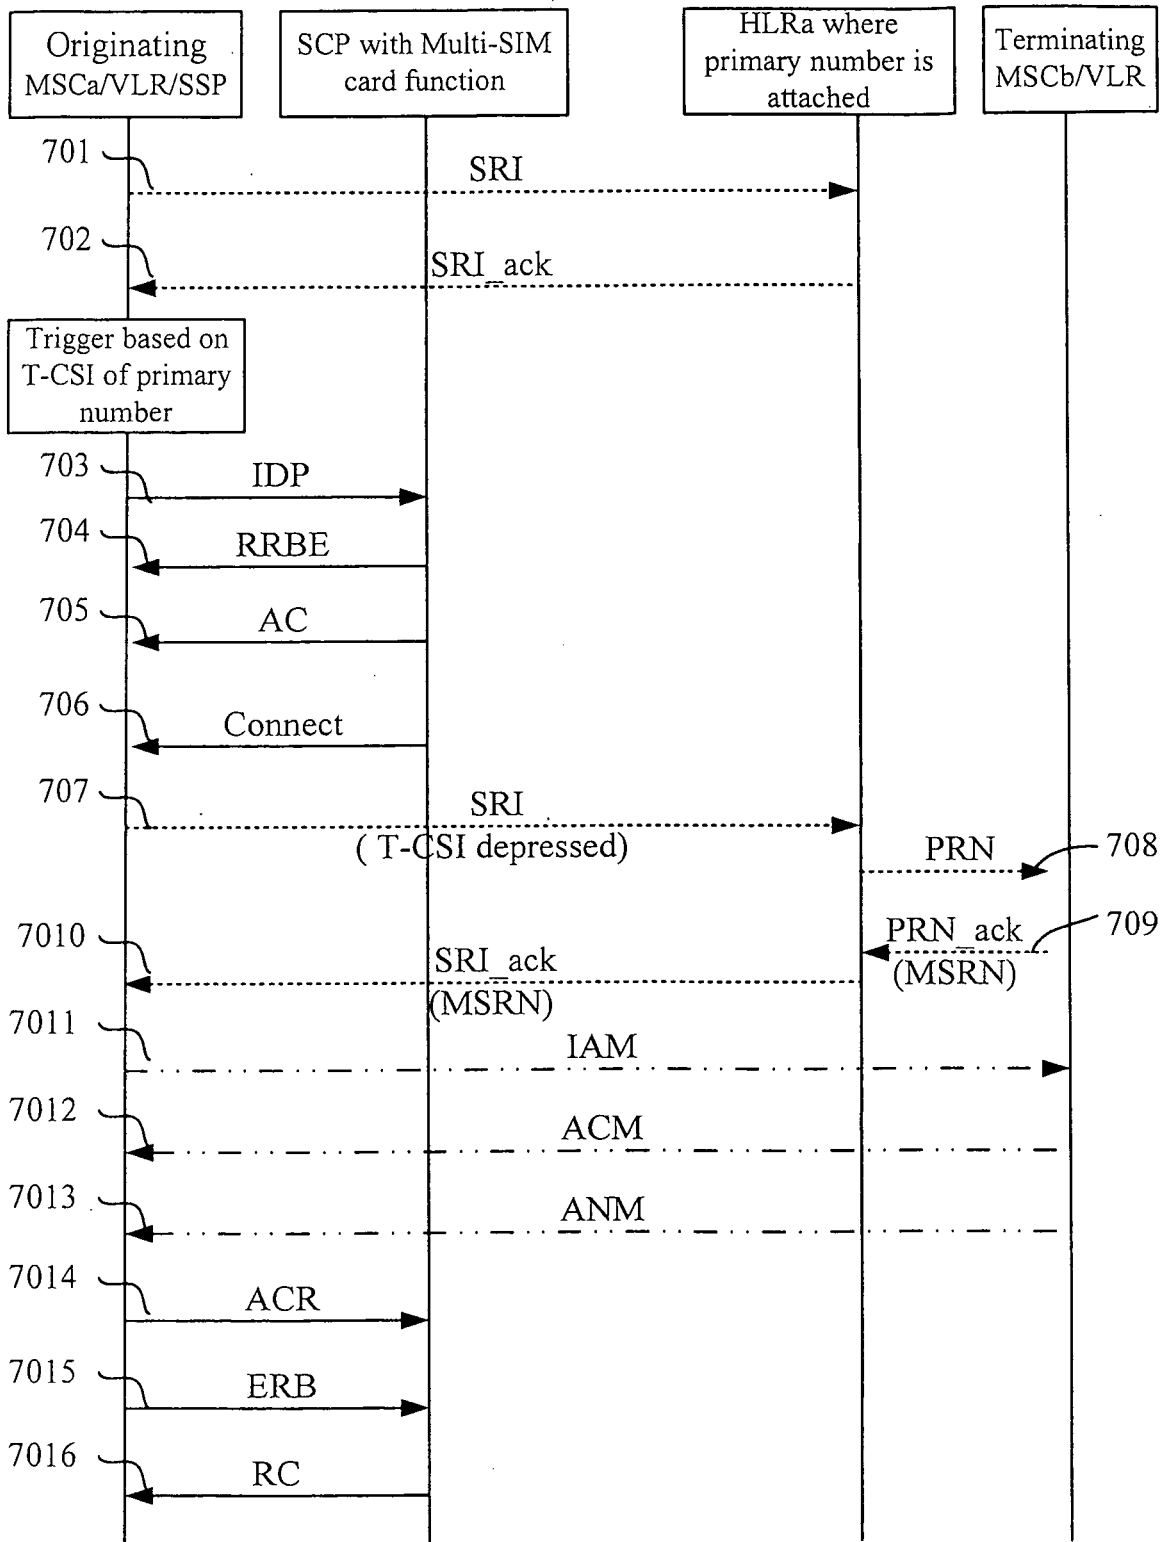 Originating
MSCa/VLR/SSP
SCP with Multi-SIM
card function
HLRa where
primary number is
attached
Terminating
MSCb/VLR
701
SRI
702
SRI_ack
Trigger based on
T-CSI of primary
number
703
IDP
704
RRBE
705
AC
706
Connect
707
SRI
( T-CSI depressed)
PRN
708
PRN_ack
(MSRN)
709
7010
SRI_ack
(MSRN)
7011
IAM
7012
ACM
7013
ANM
7014
ACR
7015
ERB
7016
RC